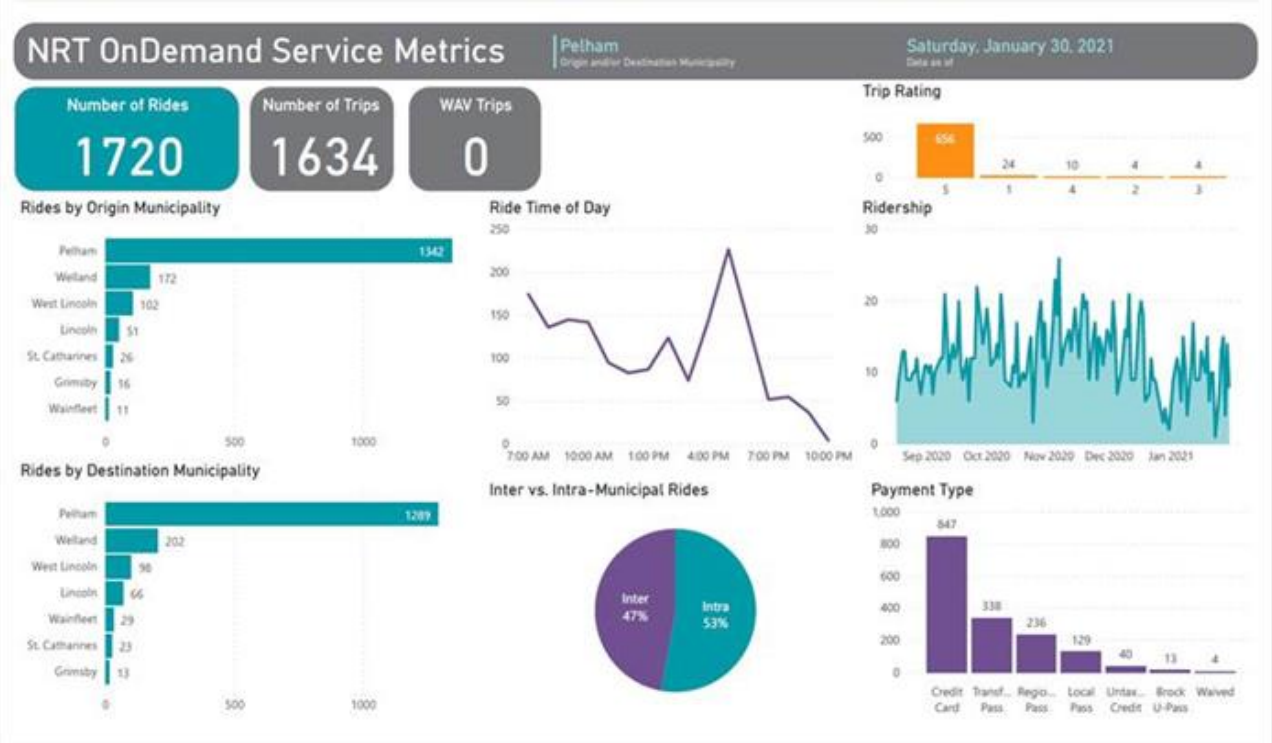 NRT OnDemand Service Metrics
Pelham
Origin and/or Destination Municipality
Saturday, January 30, 2021
Data as of
Number of Rides
1720
Number of Trips
1634
WAV Trips
0
Trip Rating
500
0
656
24
10
4
4
5
1
4
2
3
Rides by Origin Municipality
Pelham
1342
Welland
172
West Lincoln
102
Lincoln
51
St. Catharines
26
Grimsby
16
Wainfleet
11
0
500
1000
Ride Time of Day
250
200
150
100
50
0
7:00 AM
10:00 AM
1:00 PM
4:00 PM
7:00 PM
10:00 PM
Ridership
30
20
10
0
Sep 2020
Oct 2020
Nov 2020
Dec 2020
Jan 2021
Rides by Destination Municipality
Pelham
1289
Welland
202
West Lincoln
98
Lincoln
66
Wainfleet
29
St. Catharines
23
Grimsby
13
0
500
1000
Inter vs. Intra-Municipal Rides
Inter
47%
Intra
53%
Payment Type
1,000
800
600
400
200
0
847
338
236
129
40
13
4
Credit Transf... Regio... Local Untax... Brock Waived
Card Pass Pass Pass Credit U-Pass